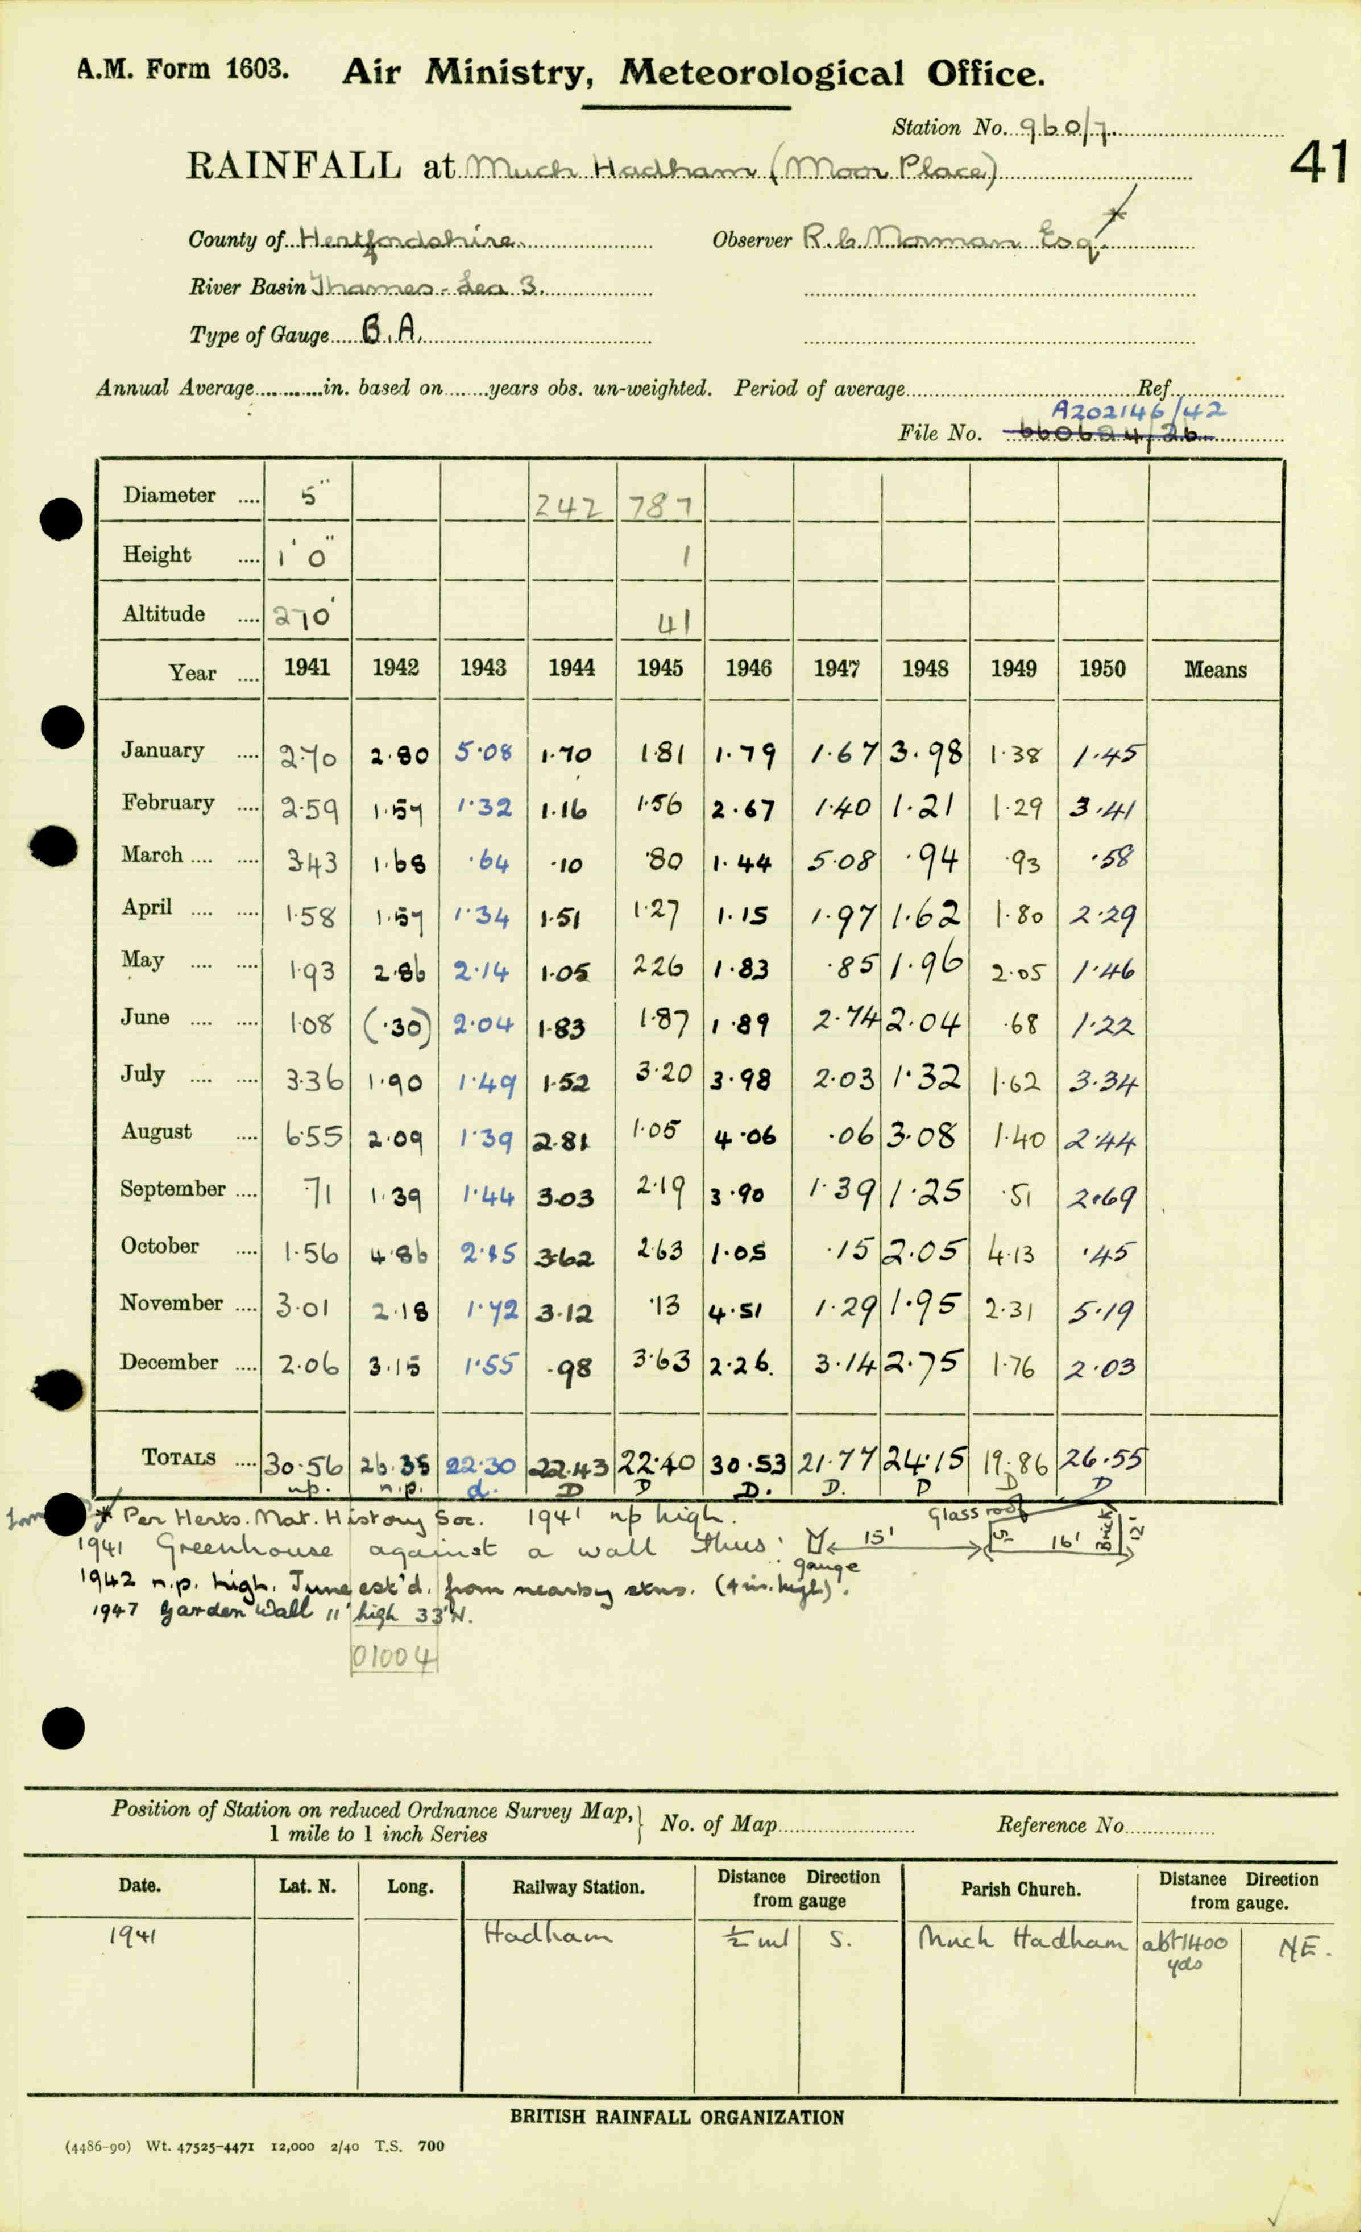 A.M. Form 1603. Air Ministry, Meteorological Office.
Station No. 960/7.
41
RAINFALL at Much Hadham (Moor Place)
County of Hertfordshire. Observer R.C. Norman Esq. *
River Basin Thames-Lea 3.
Type of Gauge B.A.
Annual Average in. based on years obs. un-weighted. Period of average Ref.
A202146/42
File No. 660624/26
Diameter 5" 242 787
Height 1' 0" 1
Altitude 270' 41
Year 1941 1942 1943 1944 1945 1946 1947 1948 1949 1950 Means
January 2.70 2.80 5.08 1.70 1.81 1.79 1.67 3.98 1.38 1.45
February 2.59 1.57 1.32 1.16 1.56 2.67 1.40 1.21 1.29 3.41
March 3.43 1.68 .64 .10 .80 1.44 5.08 .94 .93 .58
April 1.58 1.57 1.34 1.51 1.27 1.15 1.97 1.62 1.80 2.29
May 1.93 2.86 2.14 1.05 2.26 1.83 .85 1.96 2.05 1.46
June 1.08 (.30) 2.04 1.83 1.87 1.89 2.74 2.04 .68 1.22
July 3.36 1.90 1.49 1.52 3.20 3.98 2.03 1.32 1.62 3.34
August 6.55 2.09 1.39 2.81 1.05 4.06 .06 3.08 1.40 2.44
September .71 1.39 1.44 3.03 2.19 3.90 1.39 1.25 .51 2.69
October 1.56 4.86 2.15 3.62 2.63 1.05 .15 2.05 4.13 .45
November 3.01 2.18 1.72 3.12 .13 4.51 1.29 1.95 2.31 5.19
December 2.06 3.15 1.55 .98 3.63 2.26. 3.14 2.75 1.76 2.03
TOTALS 30.56 26.35 22.30 22.43 22.40 30.53 21.77 24.15 19.86 26.55
n.p. n.p. d. D D D. D. D D D
* Per Herts. Nat. History Soc. 1941 np high. Glass roof
1941 Greenhouse against a wall thus: 15' 5' 16' Brick 12'
gauge
1942 n.p. high. June est'd. from nearby stns. (4 in. high).
1947 Garden Wall 11' high 33' N.
01004
Position of Station on reduced Ordnance Survey Map, 1 mile to 1 inch Series } No. of Map Reference No.
Date. Lat. N. Long. Railway Station. Distance Direction from gauge Parish Church. Distance Direction from gauge.
1941 Hadham ½ ml S. Much Hadham abt 1400 yds NE.
BRITISH RAINFALL ORGANIZATION
(4486-90) Wt. 47525-4471 12,000 2/40 T.S. 700